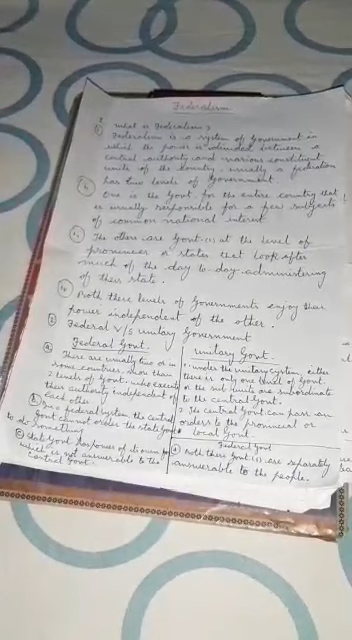 Federalism
1
What is Federalism?
Federalism is a system of Government in
which the power is divided between a
central authority and various constituent
units of the country. usually a federation
has two levels of Government.
One is the Govt. for the entire country that
is usually responsible for a few subjects
of common national interest.
The other are Govt.(s) at the level of
provinces or states that look after
much of the day to-day administering
of their state.
Both these levels of Governments enjoy their
power independent of the other.
2
Federal V/s unitary Government
Federal Govt.
There are usually two or in
some countries, more than
2 levels of Govt. who execute
their authority independent of
each other
In a federal system the central
Govt. cannot order the state Govt.
to do something.
State Govt. has power of its own for
which is not answerable to the
central Govt.
unitary Govt.
1. under the unitary system, either
there is only one level of Govt.
or the sub units are subordinate
to the central Govt.
2. The central Govt. can pass on
orders to the provincial or
local Govt.
Federal Govt
both these Govt.(s) are separately
answerable to the people.